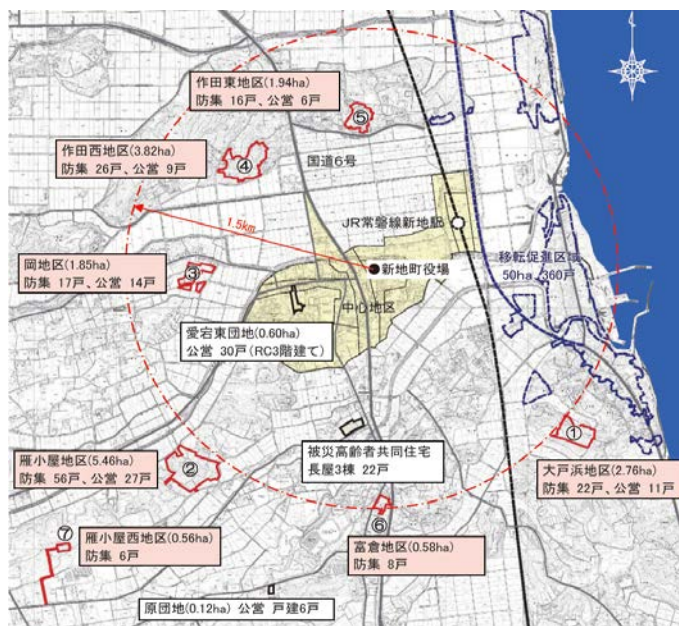 作田東地区(1.94ha)
防集 16戸、公営 6戸
⑤
作田西地区(3.82ha)
防集 26戸、公営 9戸
④
国道6号
1.5km
JR常磐線新地駅
岡地区(1.85ha)
防集 17戸、公営 14戸
③
新地町役場
移転促進区域
50ha、360戸
中心地区
愛宕東団地(0.60ha)
公営 30戸(RC3階建て)
被災高齢者共同住宅
長屋3棟 22戸
①
大戸浜地区(2.76ha)
防集 22戸、公営 11戸
雁小屋地区(5.46ha)
防集 56戸、公営 27戸
②
⑥
富倉地区(0.58ha)
防集 8戸
⑦
雁小屋西地区(0.56ha)
防集 6戸
原団地(0.12ha) 公営 戸建6戸